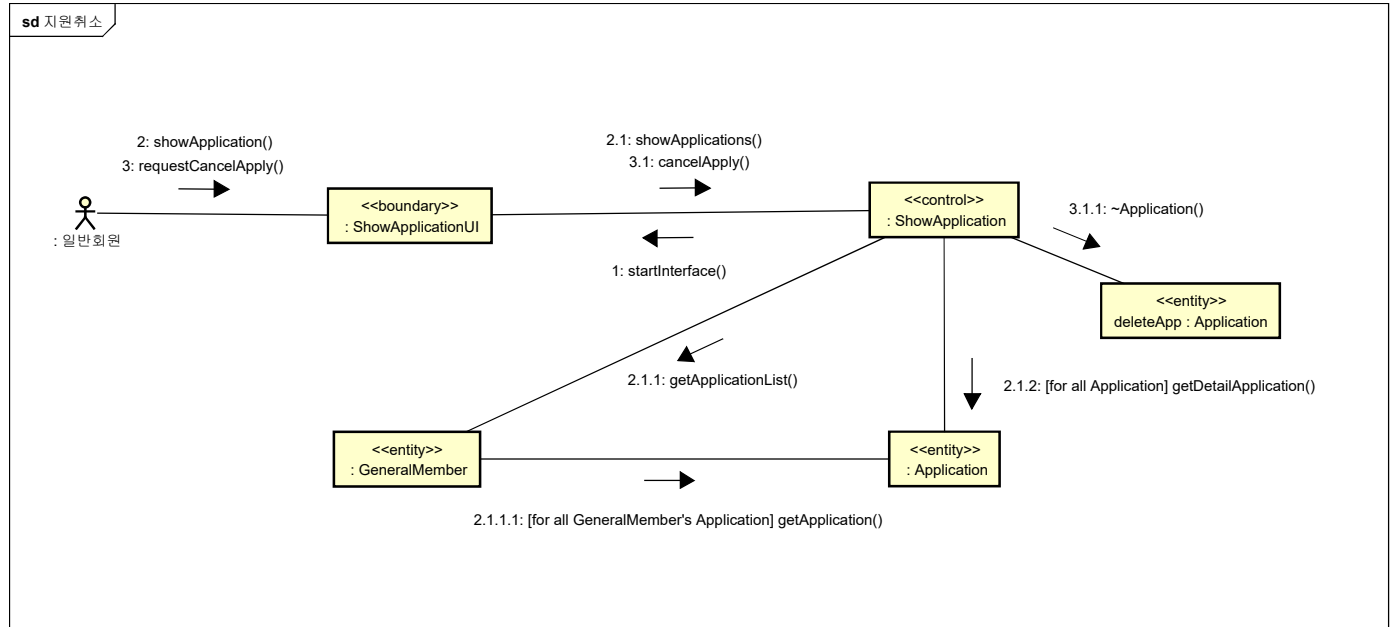 sd 지원취소
2: showApplication()
3: requestCancelApply()
2.1: showApplications()
3.1: cancelApply()
<<boundary>>
: ShowApplicationUI
<<control>>
: ShowApplication
3.1.1: ~Application()
: 일반회원
1: startInterface()
<<entity>>
deleteApp : Application
2.1.1: getApplicationList()
2.1.2: [for all Application] getDetailApplication()
<<entity>>
: GeneralMember
<<entity>>
: Application
2.1.1.1: [for all GeneralMember's Application] getApplication()